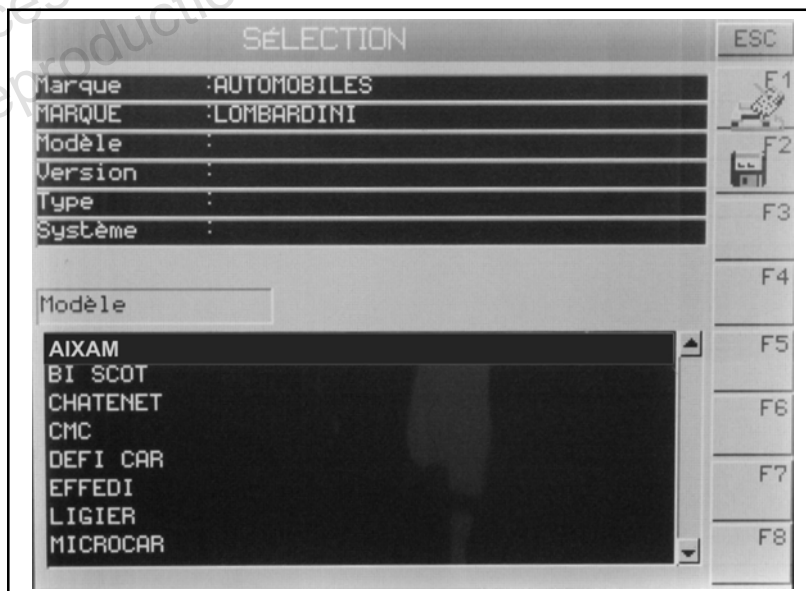 SÉLECTION
ESC
Marque :AUTOMOBILES
MARQUE :LOMBARDINI
Modèle :
Version :
Type :
Système :
Modèle
AIXAM
BI SCOT
CHATENET
CMC
DEFI CAR
EFFEDI
LIGIER
MICROCAR
F1
F2
F3
F4
F5
F6
F7
F8